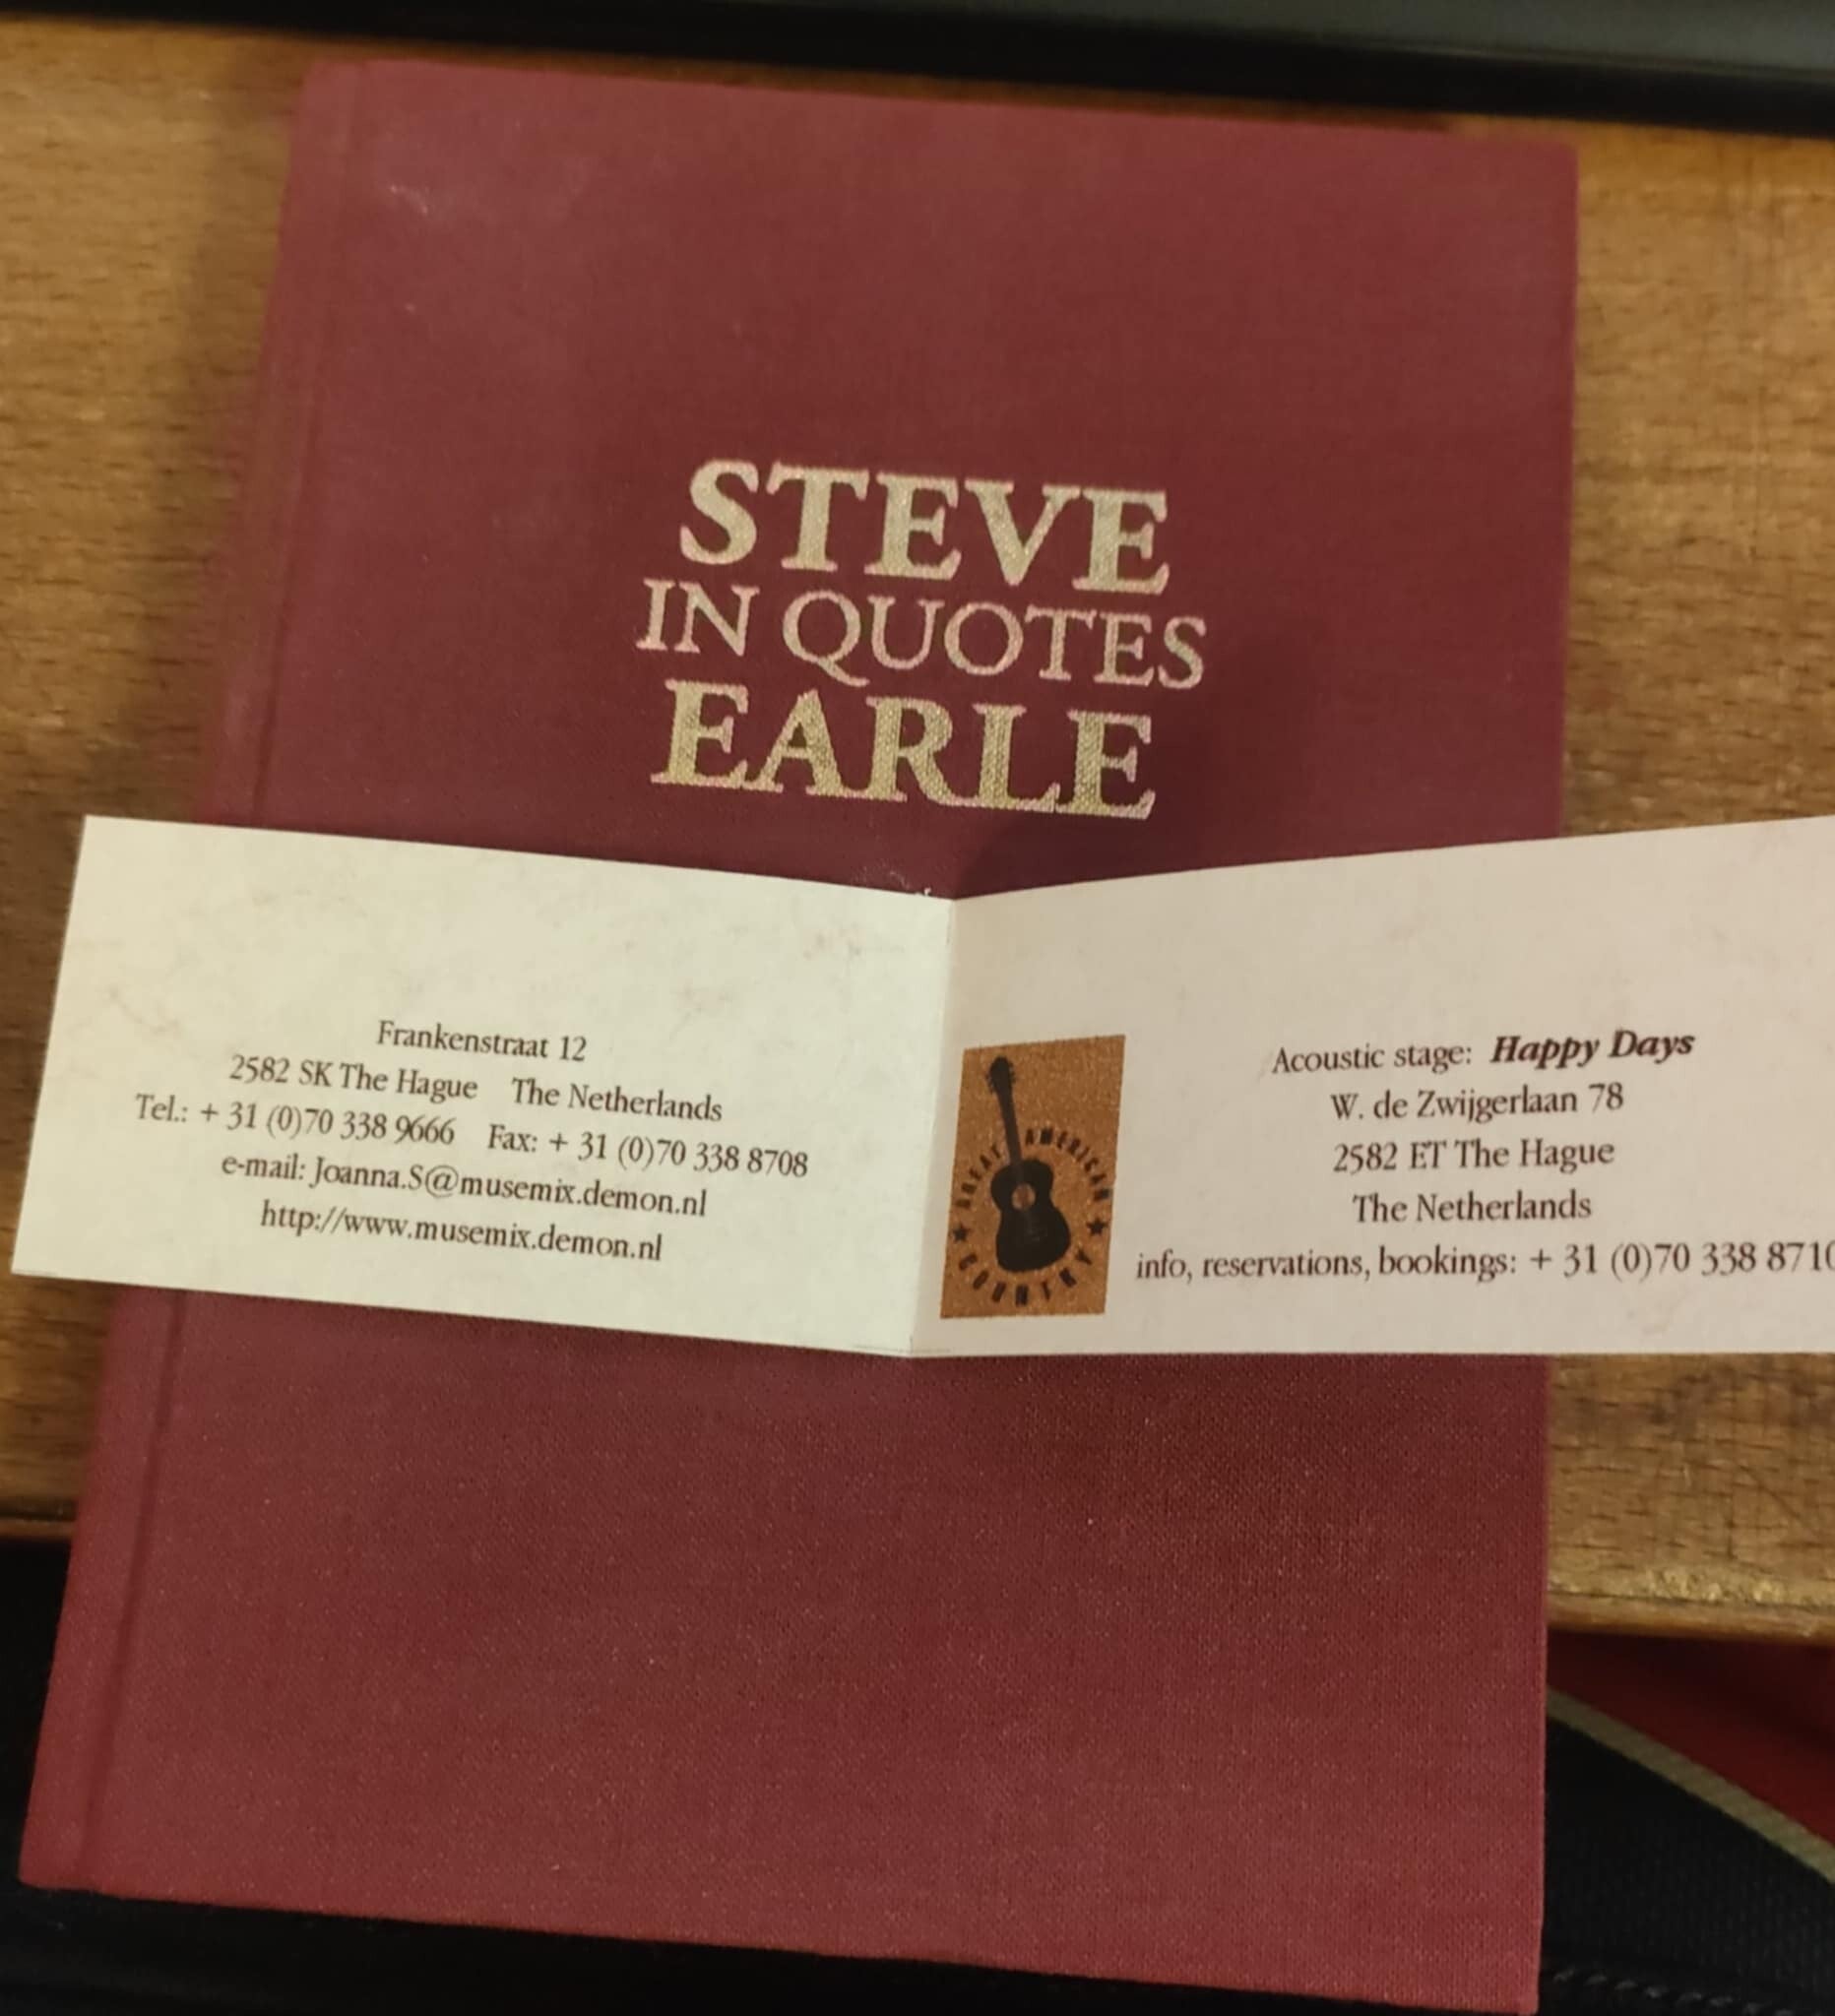 STEVE
IN QUOTES
EARLE
Frankenstraat 12
2582 SK The Hague The Netherlands
Tel.: + 31 (0)70 338 9666 Fax: + 31 (0)70 338 8708
e-mail: Joanna.S@musemix.demon.nl
http://www.musemix.demon.nl
GREAT AMERICAN
COUNTRY
Acoustic stage: Happy Days
W. de Zwijgerlaan 78
2582 ET The Hague
The Netherlands
info, reservations, bookings: + 31 (0)70 338 8710